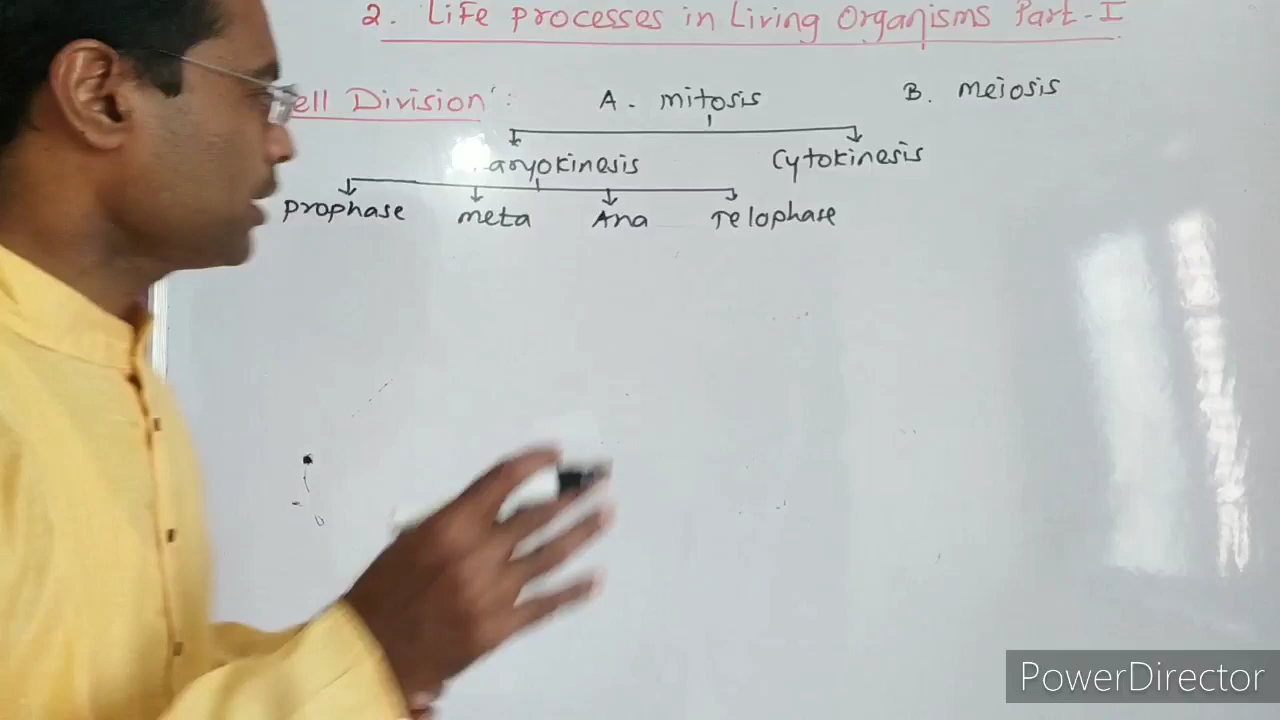 2. Life Processes in Living Organisms Part-I
ell Division': A. mitosis B. meiosis
aryokinesis Cytokinesis
prophase meta Ana Telophase
PowerDirector